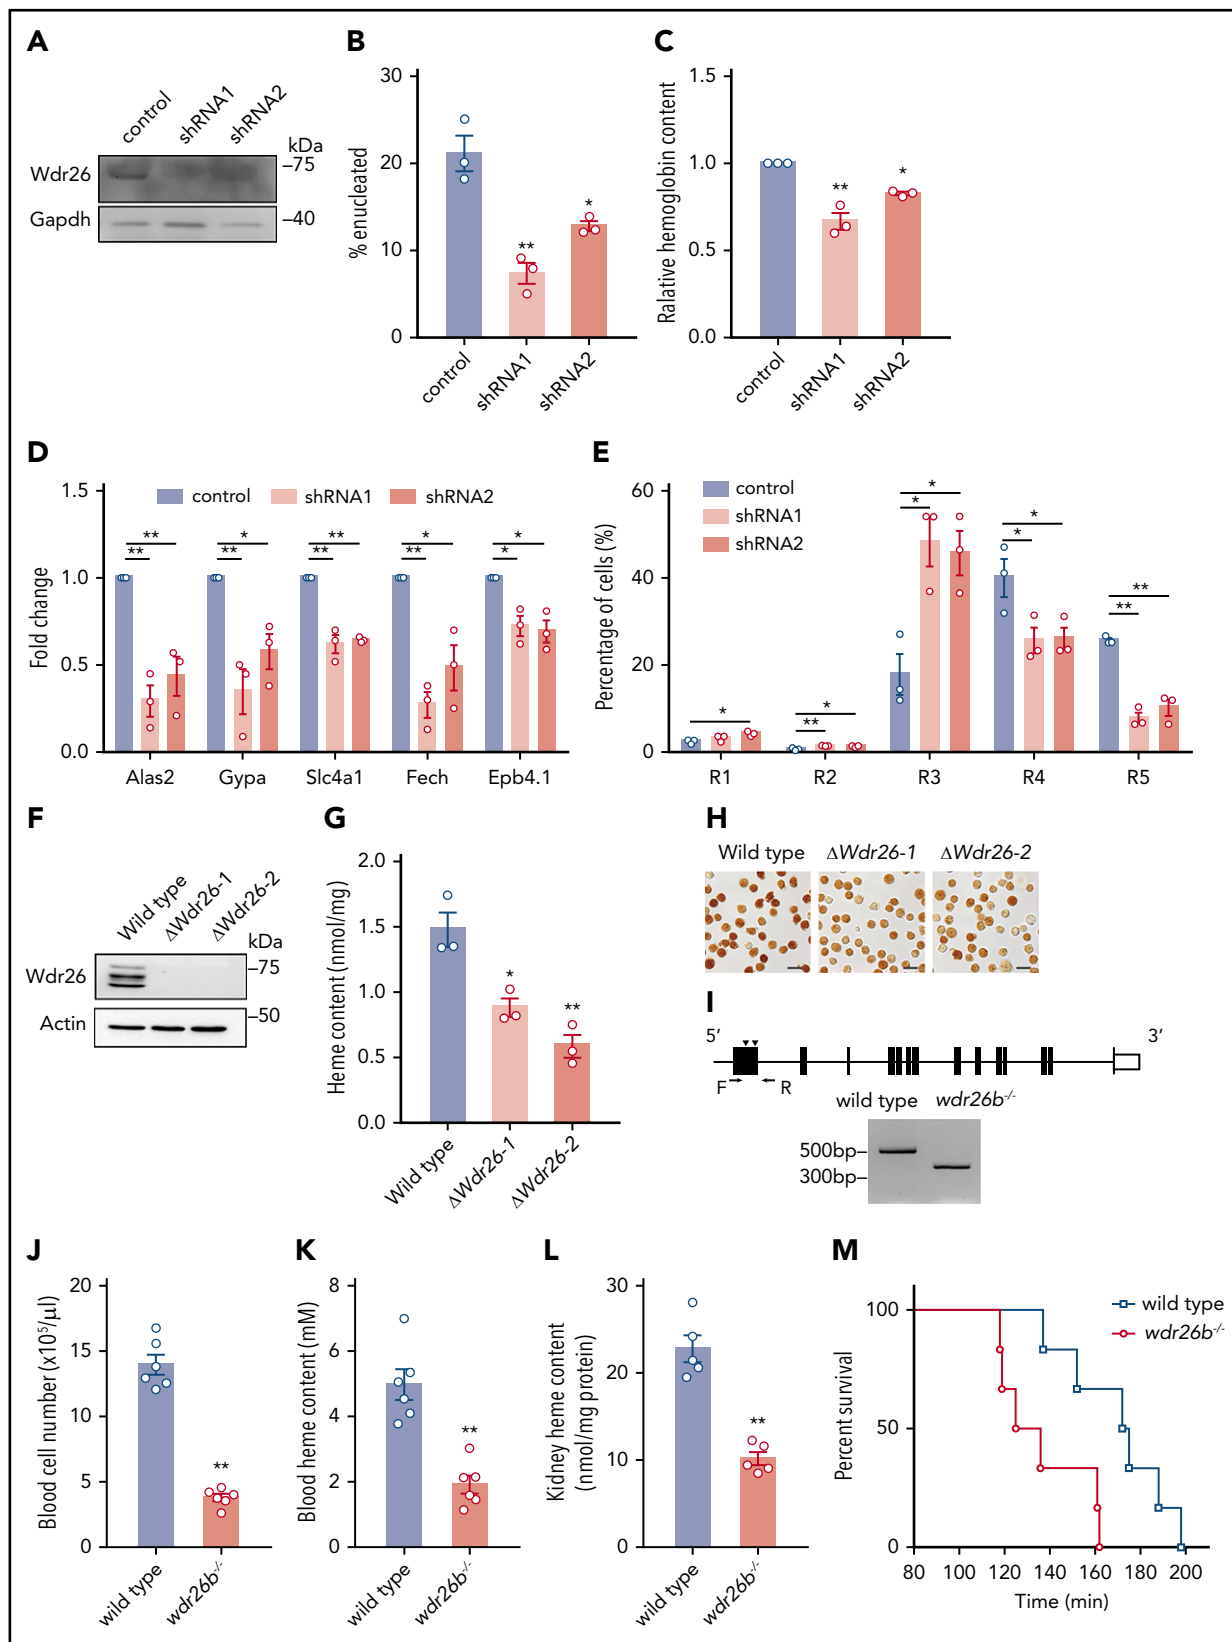 A
control
shRNA1
shRNA2
kDa
Wdr26
–75
Gapdh
–40
B
% enucleated
30
20
10
0
**
*
control
shRNA1
shRNA2
C
Ralative hemoglobin content
1.5
1.0
0.5
0.0
**
*
control
shRNA1
shRNA2
D
Fold change
1.5
1.0
0.5
0.0
control
shRNA1
shRNA2
**
**
*
**
**
**
*
**
*
*
Alas2
Gypa
Slc4a1
Fech
Epb4.1
E
Percentage of cells (%)
60
40
20
0
control
shRNA1
shRNA2
*
*
**
*
*
*
*
**
**
R1
R2
R3
R4
R5
F
Wild type
ΔWdr26-1
ΔWdr26-2
kDa
Wdr26
–75
Actin
–50
G
Heme content (nmol/mg)
2.0
1.5
1.0
0.5
0.0
*
**
Wild type
ΔWdr26-1
ΔWdr26-2
H
Wild type
ΔWdr26-1
ΔWdr26-2
I
5′
3′
F
R
wild type
wdr26b-/-
500bp–
300bp–
J
Blood cell number (x10⁵/μl)
20
15
10
5
0
**
wild type
wdr26b-/-
K
Blood heme content (mM)
8
6
4
2
0
**
wild type
wdr26b-/-
L
Kidney heme content
(nmol/mg protein)
30
20
10
0
**
wild type
wdr26b-/-
M
Percent survival
100
50
0
wild type
wdr26b-/-
80 100 120 140 160 180 200
Time (min)